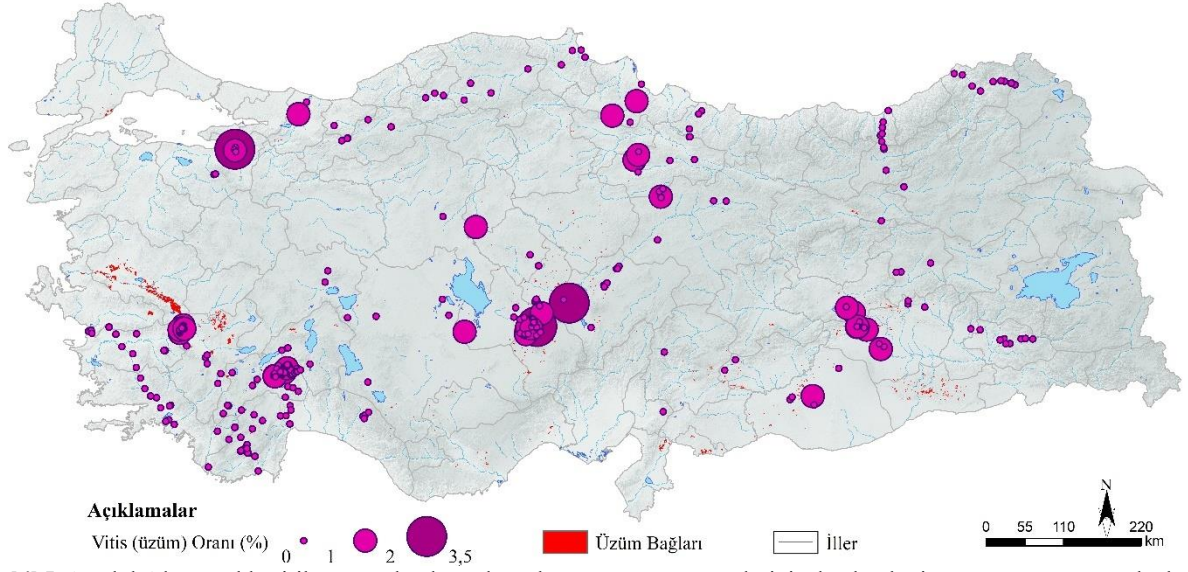 Açıklamalar
Vitis (üzüm) Oranı (%) 0 1 2 3,5 Üzüm Bağları İller
N
0 55 110 220 km